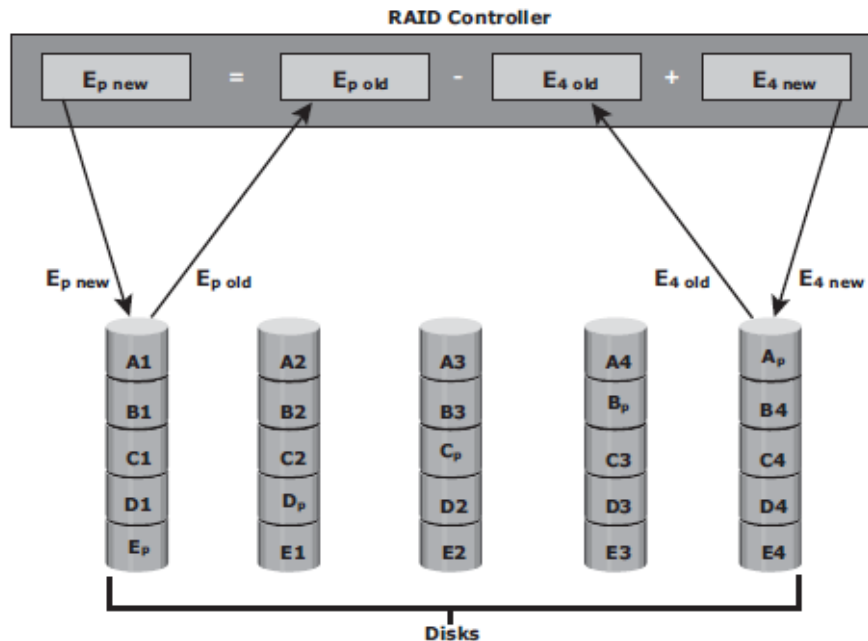 RAID Controller
Ep new = Ep old - E4 old + E4 new
Ep new Ep old E4 old E4 new
A1 A2 A3 A4 Ap
B1 B2 B3 Bp B4
C1 C2 Cp C3 C4
D1 Dp D2 D3 D4
Ep E1 E2 E3 E4
Disks